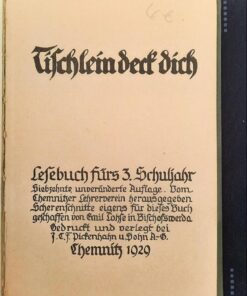 Tischlein deck dich
Lesebuch fürs 3. Schuljahr
Siebzehnte unveränderte Auflage. Vom
Chemnitzer Lehrerverein herausgegeben
Scherenschnitte eigens für dieses Buch
geschaffen von Emil Lohse in Bischofswerda
Gedruckt und verlegt bei
J.C.F. Pickenhahn u. Sohn A-G.
Chemnitz 1929